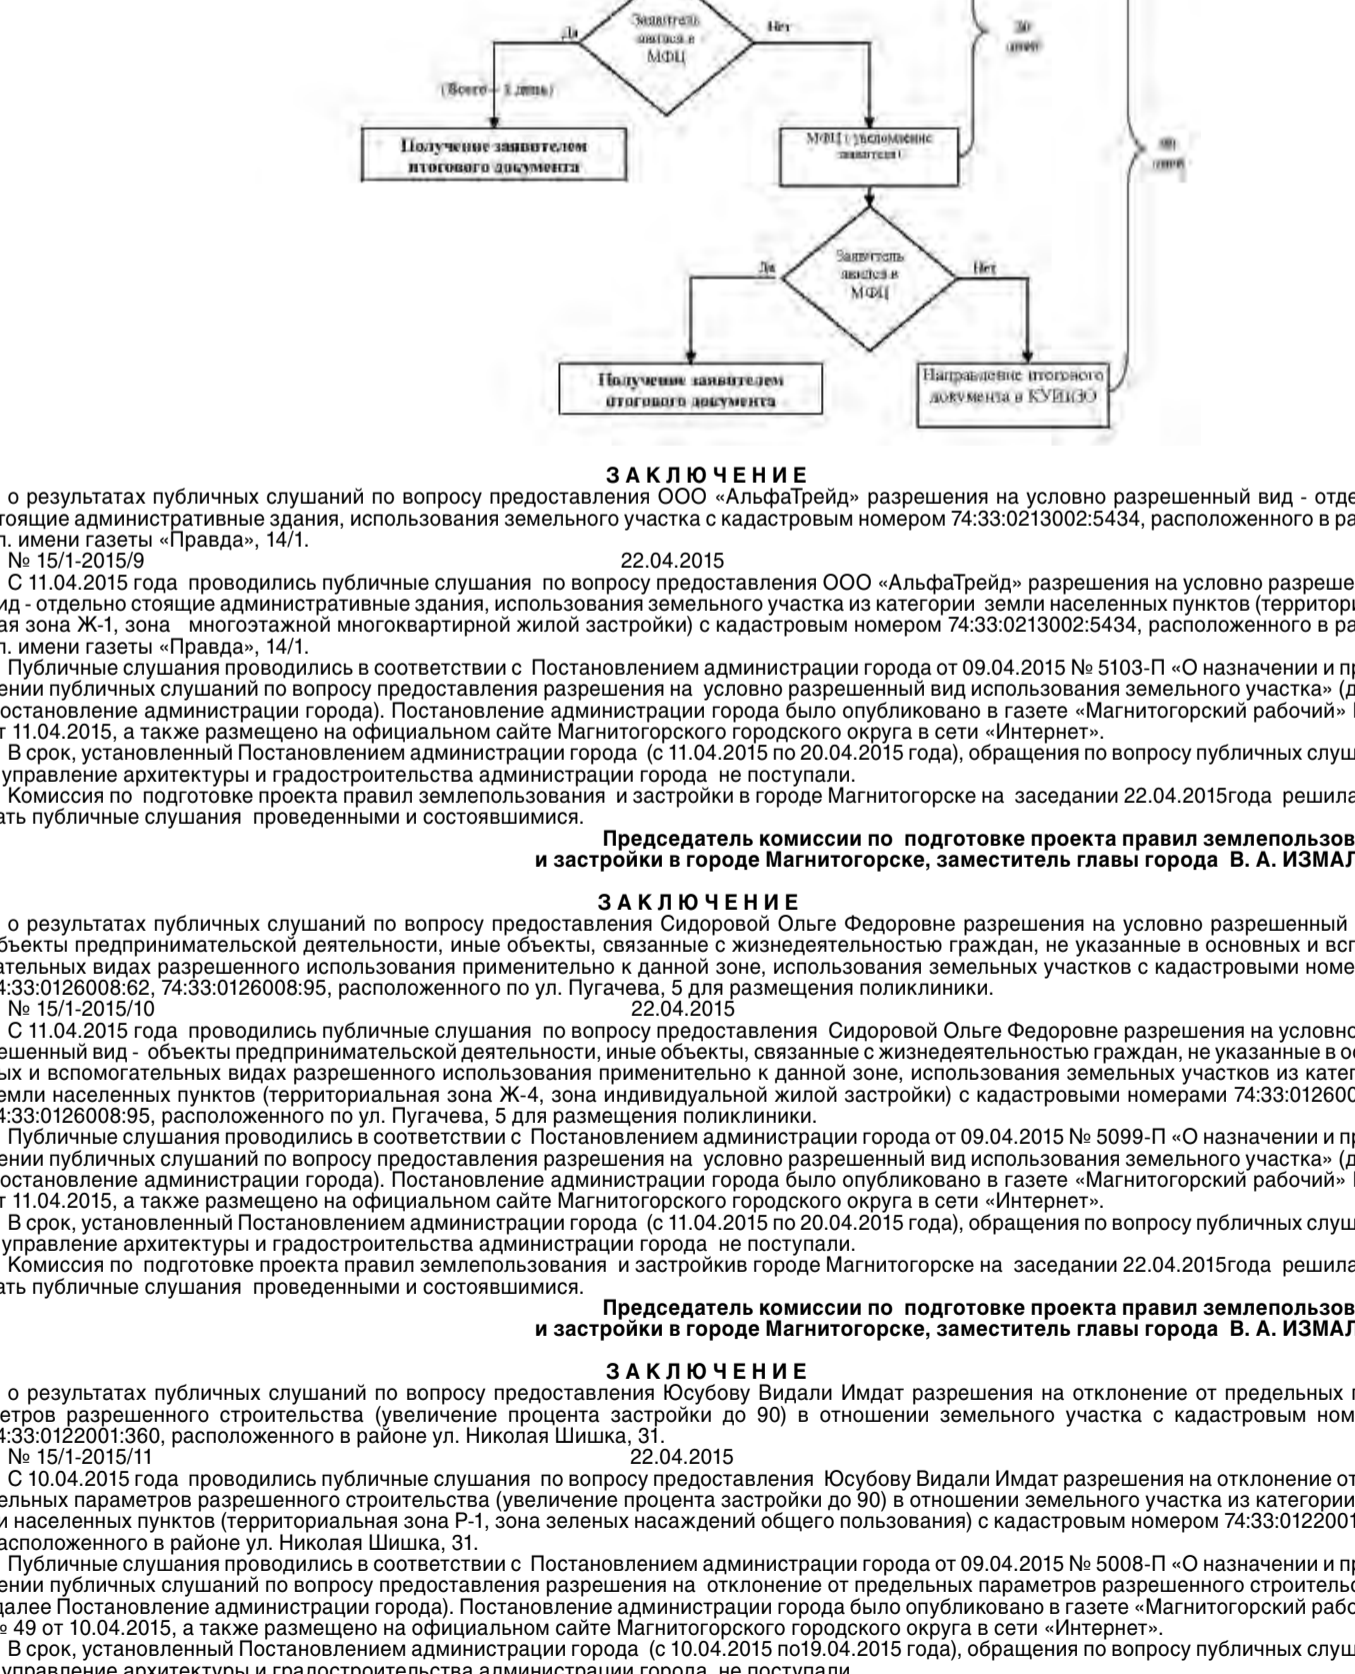 Заявитель
явился в
МФЦ
Да
Нет
30
дней
(Всего – 1 день)
Получение заявителем
итогового документа
МФЦ (уведомление
заявителя)
90
дней
Заявитель
явился в
МФЦ
Да
Нет
Получение заявителем
итогового документа
Направление итогового
документа в КУИиЗО
З А К Л Ю Ч Е Н И Е
о результатах публичных слушаний по вопросу предоставления ООО «АльфаТрейд» разрешения на условно разрешенный вид - отде
тоящие административные здания, использования земельного участка с кадастровым номером 74:33:0213002:5434, расположенного в ра
л. имени газеты «Правда», 14/1.
№ 15/1-2015/9 22.04.2015
С 11.04.2015 года проводились публичные слушания по вопросу предоставления ООО «АльфаТрейд» разрешения на условно разреше
ид - отдельно стоящие административные здания, использования земельного участка из категории земли населенных пунктов (территори
ая зона Ж-1, зона многоэтажной многоквартирной жилой застройки) с кадастровым номером 74:33:0213002:5434, расположенного в ра
л. имени газеты «Правда», 14/1.
Публичные слушания проводились в соответствии с Постановлением администрации города от 09.04.2015 № 5103-П «О назначении и пр
ении публичных слушаний по вопросу предоставления разрешения на условно разрешенный вид использования земельного участка» (д
остановление администрации города). Постановление администрации города было опубликовано в газете «Магнитогорский рабочий»
т 11.04.2015, а также размещено на официальном сайте Магнитогорского городского округа в сети «Интернет».
В срок, установленный Постановлением администрации города (с 11.04.2015 по 20.04.2015 года), обращения по вопросу публичных слуш
управление архитектуры и градостроительства администрации города не поступали.
Комиссия по подготовке проекта правил землепользования и застройки в городе Магнитогорске на заседании 22.04.2015года решила
ать публичные слушания проведенными и состоявшимися.
Председатель комиссии по подготовке проекта правил землепользов
и застройки в городе Магнитогорске, заместитель главы города В. А. ИЗМАЛ
З А К Л Ю Ч Е Н И Е
о результатах публичных слушаний по вопросу предоставления Сидоровой Ольге Федоровне разрешения на условно разрешенный
бъекты предпринимательской деятельности, иные объекты, связанные с жизнедеятельностью граждан, не указанные в основных и всп
ательных видах разрешенного использования применительно к данной зоне, использования земельных участков с кадастровыми номе
4:33:0126008:62, 74:33:0126008:95, расположенного по ул. Пугачева, 5 для размещения поликлиники.
№ 15/1-2015/10 22.04.2015
С 11.04.2015 года проводились публичные слушания по вопросу предоставления Сидоровой Ольге Федоровне разрешения на условно
ешенный вид - объекты предпринимательской деятельности, иные объекты, связанные с жизнедеятельностью граждан, не указанные в ос
ых и вспомогательных видах разрешенного использования применительно к данной зоне, использования земельных участков из катег
емли населенных пунктов (территориальная зона Ж-4, зона индивидуальной жилой застройки) с кадастровыми номерами 74:33:012600
4:33:0126008:95, расположенного по ул. Пугачева, 5 для размещения поликлиники.
Публичные слушания проводились в соответствии с Постановлением администрации города от 09.04.2015 № 5099-П «О назначении и пр
ении публичных слушаний по вопросу предоставления разрешения на условно разрешенный вид использования земельного участка» (д
остановление администрации города). Постановление администрации города было опубликовано в газете «Магнитогорский рабочий»
т 11.04.2015, а также размещено на официальном сайте Магнитогорского городского округа в сети «Интернет».
В срок, установленный Постановлением администрации города (с 11.04.2015 по 20.04.2015 года), обращения по вопросу публичных слуш
управление архитектуры и градостроительства администрации города не поступали.
Комиссия по подготовке проекта правил землепользования и застройкив городе Магнитогорске на заседании 22.04.2015года решила
ать публичные слушания проведенными и состоявшимися.
Председатель комиссии по подготовке проекта правил землепользов
и застройки в городе Магнитогорске, заместитель главы города В. А. ИЗМАЛ
З А К Л Ю Ч Е Н И Е
о результатах публичных слушаний по вопросу предоставления Юсубову Видали Имдат разрешения на отклонение от предельных п
етров разрешенного строительства (увеличение процента застройки до 90) в отношении земельного участка с кадастровым ном
4:33:0122001:360, расположенного в районе ул. Николая Шишка, 31.
№ 15/1-2015/11 22.04.2015
С 10.04.2015 года проводились публичные слушания по вопросу предоставления Юсубову Видали Имдат разрешения на отклонение от
ельных параметров разрешенного строительства (увеличение процента застройки до 90) в отношении земельного участка из категории
и населенных пунктов (территориальная зона Р-1, зона зеленых насаждений общего пользования) с кадастровым номером 74:33:0122001
асположенного в районе ул. Николая Шишка, 31.
Публичные слушания проводились в соответствии с Постановлением администрации города от 09.04.2015 № 5008-П «О назначении и пр
ении публичных слушаний по вопросу предоставления разрешения на отклонение от предельных параметров разрешенного строительс
далее Постановление администрации города). Постановление администрации города было опубликовано в газете «Магнитогорский рабо
№ 49 от 10.04.2015, а также размещено на официальном сайте Магнитогорского городского округа в сети «Интернет».
В срок, установленный Постановлением администрации города (с 10.04.2015 по19.04.2015 года), обращения по вопросу публичных слуш
управление архитектуры и градостроительства администрации города не поступали.